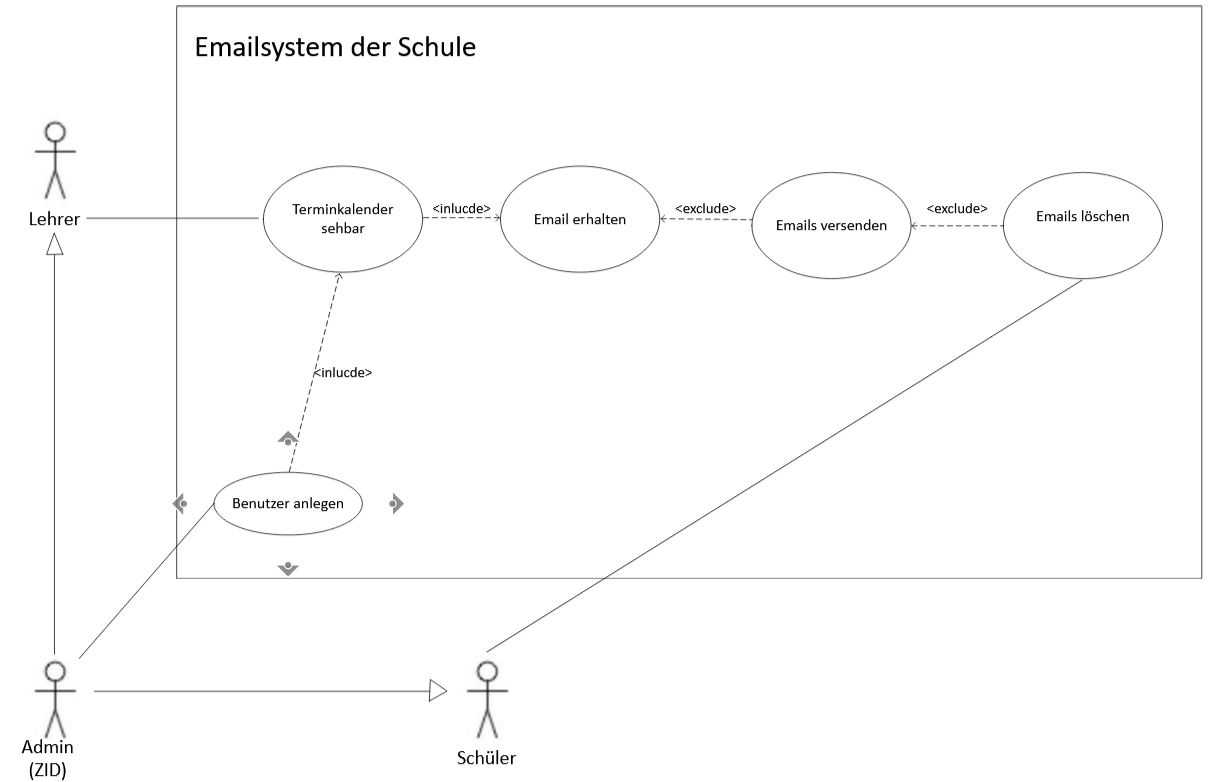 Emailsystem der Schule
Lehrer
Terminkalender
sehbar
<inlucde>
Email erhalten
<exclude>
Emails versenden
<exclude>
Emails löschen
<inlucde>
Benutzer anlegen
Admin
(ZID)
Schüler